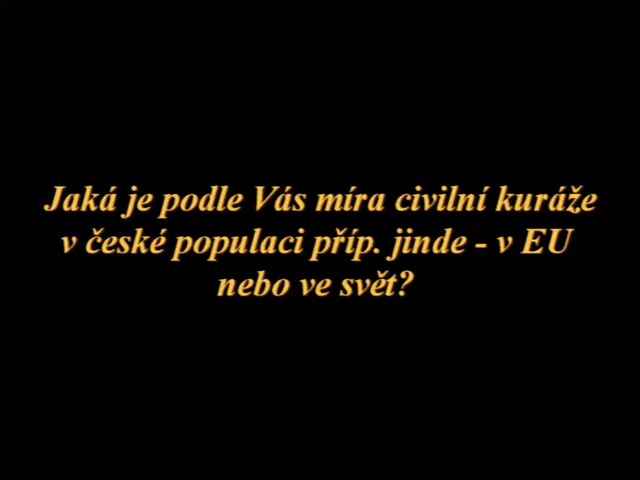 Jaká je podle Vás míra civilní kuráže
v české populaci příp. jinde - v EU
nebo ve svět?